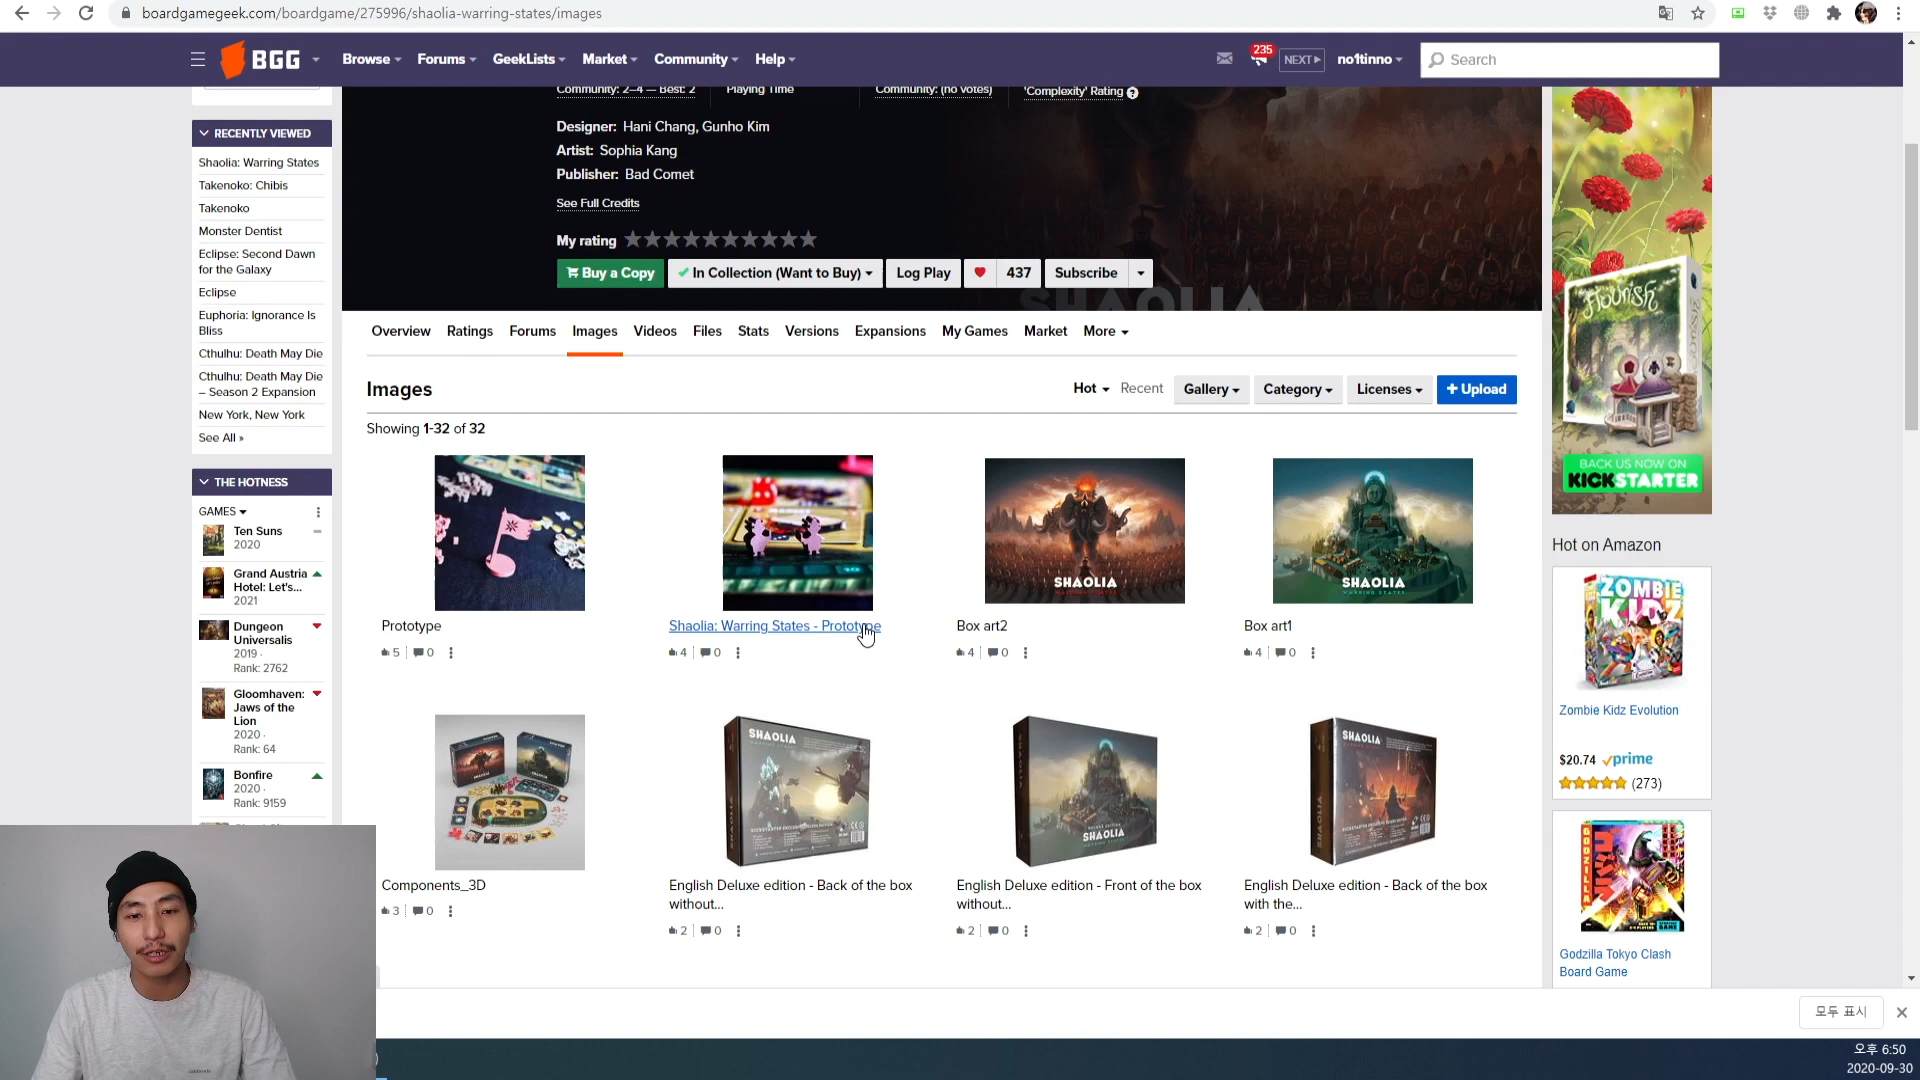 boardgamegeek.com/boardgame/275996/shaolia-warring-states/images
BGG
Browse
Forums
GeekLists
Market
Community
Help
235
NEXT
no1tinno
Search
Community: 2–4 — Best: 2
Playing Time
Community: (no votes)
'Complexity' Rating
Designer: Hani Chang, Gunho Kim
Artist: Sophia Kang
Publisher: Bad Comet
See Full Credits
My rating
Buy a Copy
In Collection (Want to Buy)
Log Play
437
Subscribe
SHAOLIA
Overview
Ratings
Forums
Images
Videos
Files
Stats
Versions
Expansions
My Games
Market
More
Images
Hot
Recent
Gallery
Category
Licenses
+ Upload
Showing 1-32 of 32
SHAOLIA
SHAOLIA
WARRING STATES
Prototype
Shaolia: Warring States - Prototype
Box art2
Box art1
5
0
4
0
4
0
4
0
SHAOLIA
SHAOLIA
SHAOLIA
Components_3D
English Deluxe edition - Back of the box
without...
English Deluxe edition - Front of the box
without...
English Deluxe edition - Back of the box
with the...
3
0
2
0
2
0
2
0
RECENTLY VIEWED
Shaolia: Warring States
Takenoko: Chibis
Takenoko
Monster Dentist
Eclipse: Second Dawn
for the Galaxy
Eclipse
Euphoria: Ignorance Is
Bliss
Cthulhu: Death May Die
Cthulhu: Death May Die
– Season 2 Expansion
New York, New York
See All »
THE HOTNESS
GAMES
Ten Suns
2020
Grand Austria
Hotel: Let's...
2021
Dungeon
Universalis
2019 ·
Rank: 2762
Gloomhaven:
Jaws of the
Lion
2020 ·
Rank: 64
Bonfire
2020 ·
Rank: 9159
flourish
BACK US NOW ON
KICKSTARTER
Hot on Amazon
ZOMBIE
KIDZ
Zombie Kidz Evolution
$20.74 prime
(273)
GODZILLA
Godzilla Tokyo Clash
Board Game
모두 표시
오후 6:50
2020-09-30